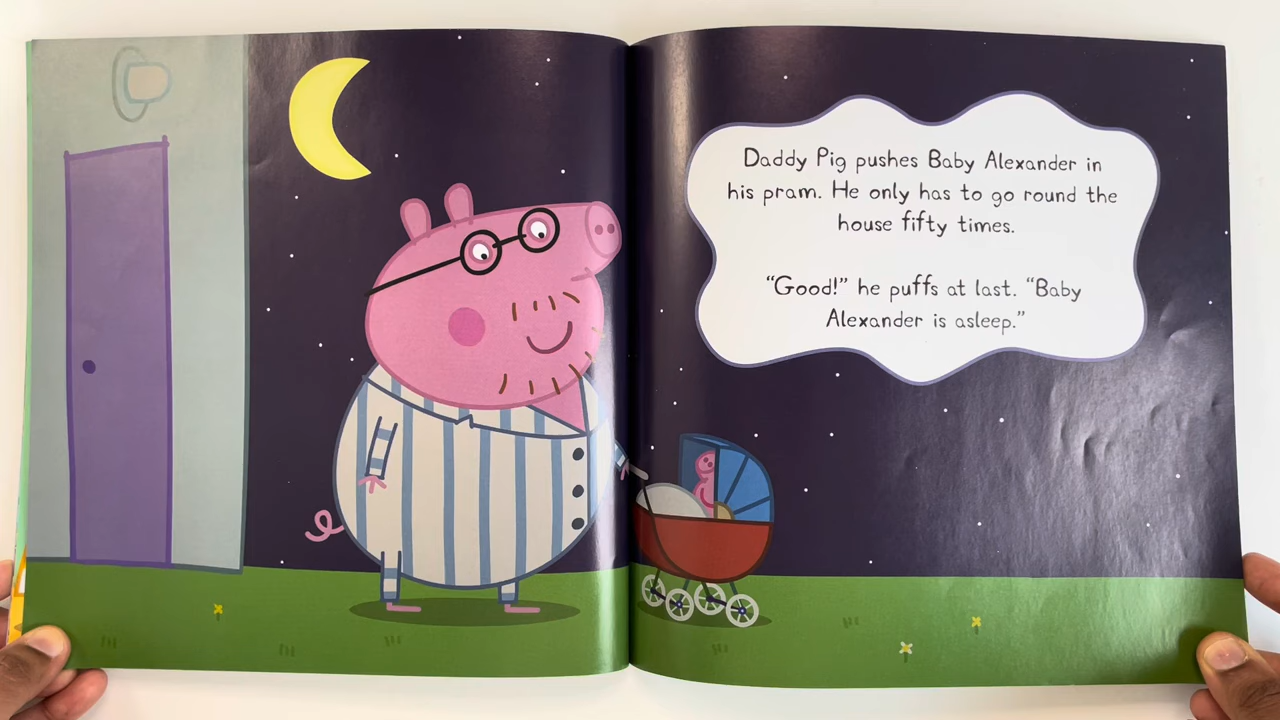 Daddy Pig pushes Baby Alexander in
his pram. He only has to go round the
house fifty times.
“Good!” he puffs at last. “Baby
Alexander is asleep.”